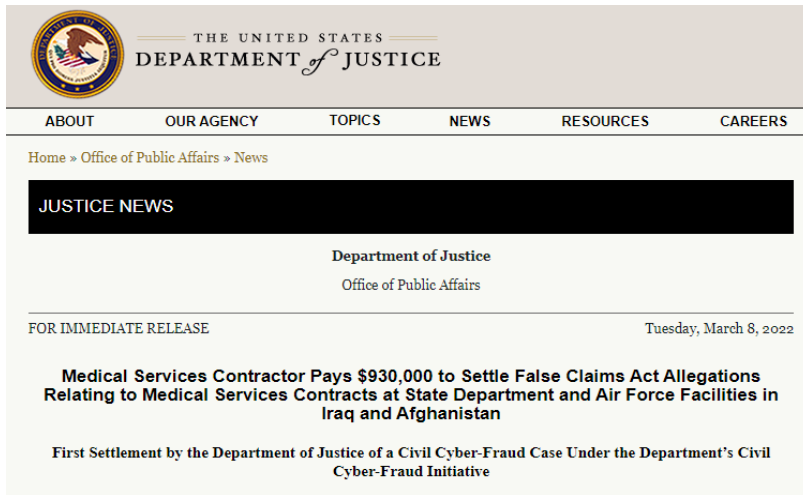 THE UNITED STATES
DEPARTMENT of JUSTICE
ABOUT OUR AGENCY TOPICS NEWS RESOURCES CAREERS
Home » Office of Public Affairs » News
JUSTICE NEWS
Department of Justice
Office of Public Affairs
FOR IMMEDIATE RELEASE Tuesday, March 8, 2022
Medical Services Contractor Pays $930,000 to Settle False Claims Act Allegations
Relating to Medical Services Contracts at State Department and Air Force Facilities in
Iraq and Afghanistan
First Settlement by the Department of Justice of a Civil Cyber-Fraud Case Under the Department’s Civil
Cyber-Fraud Initiative